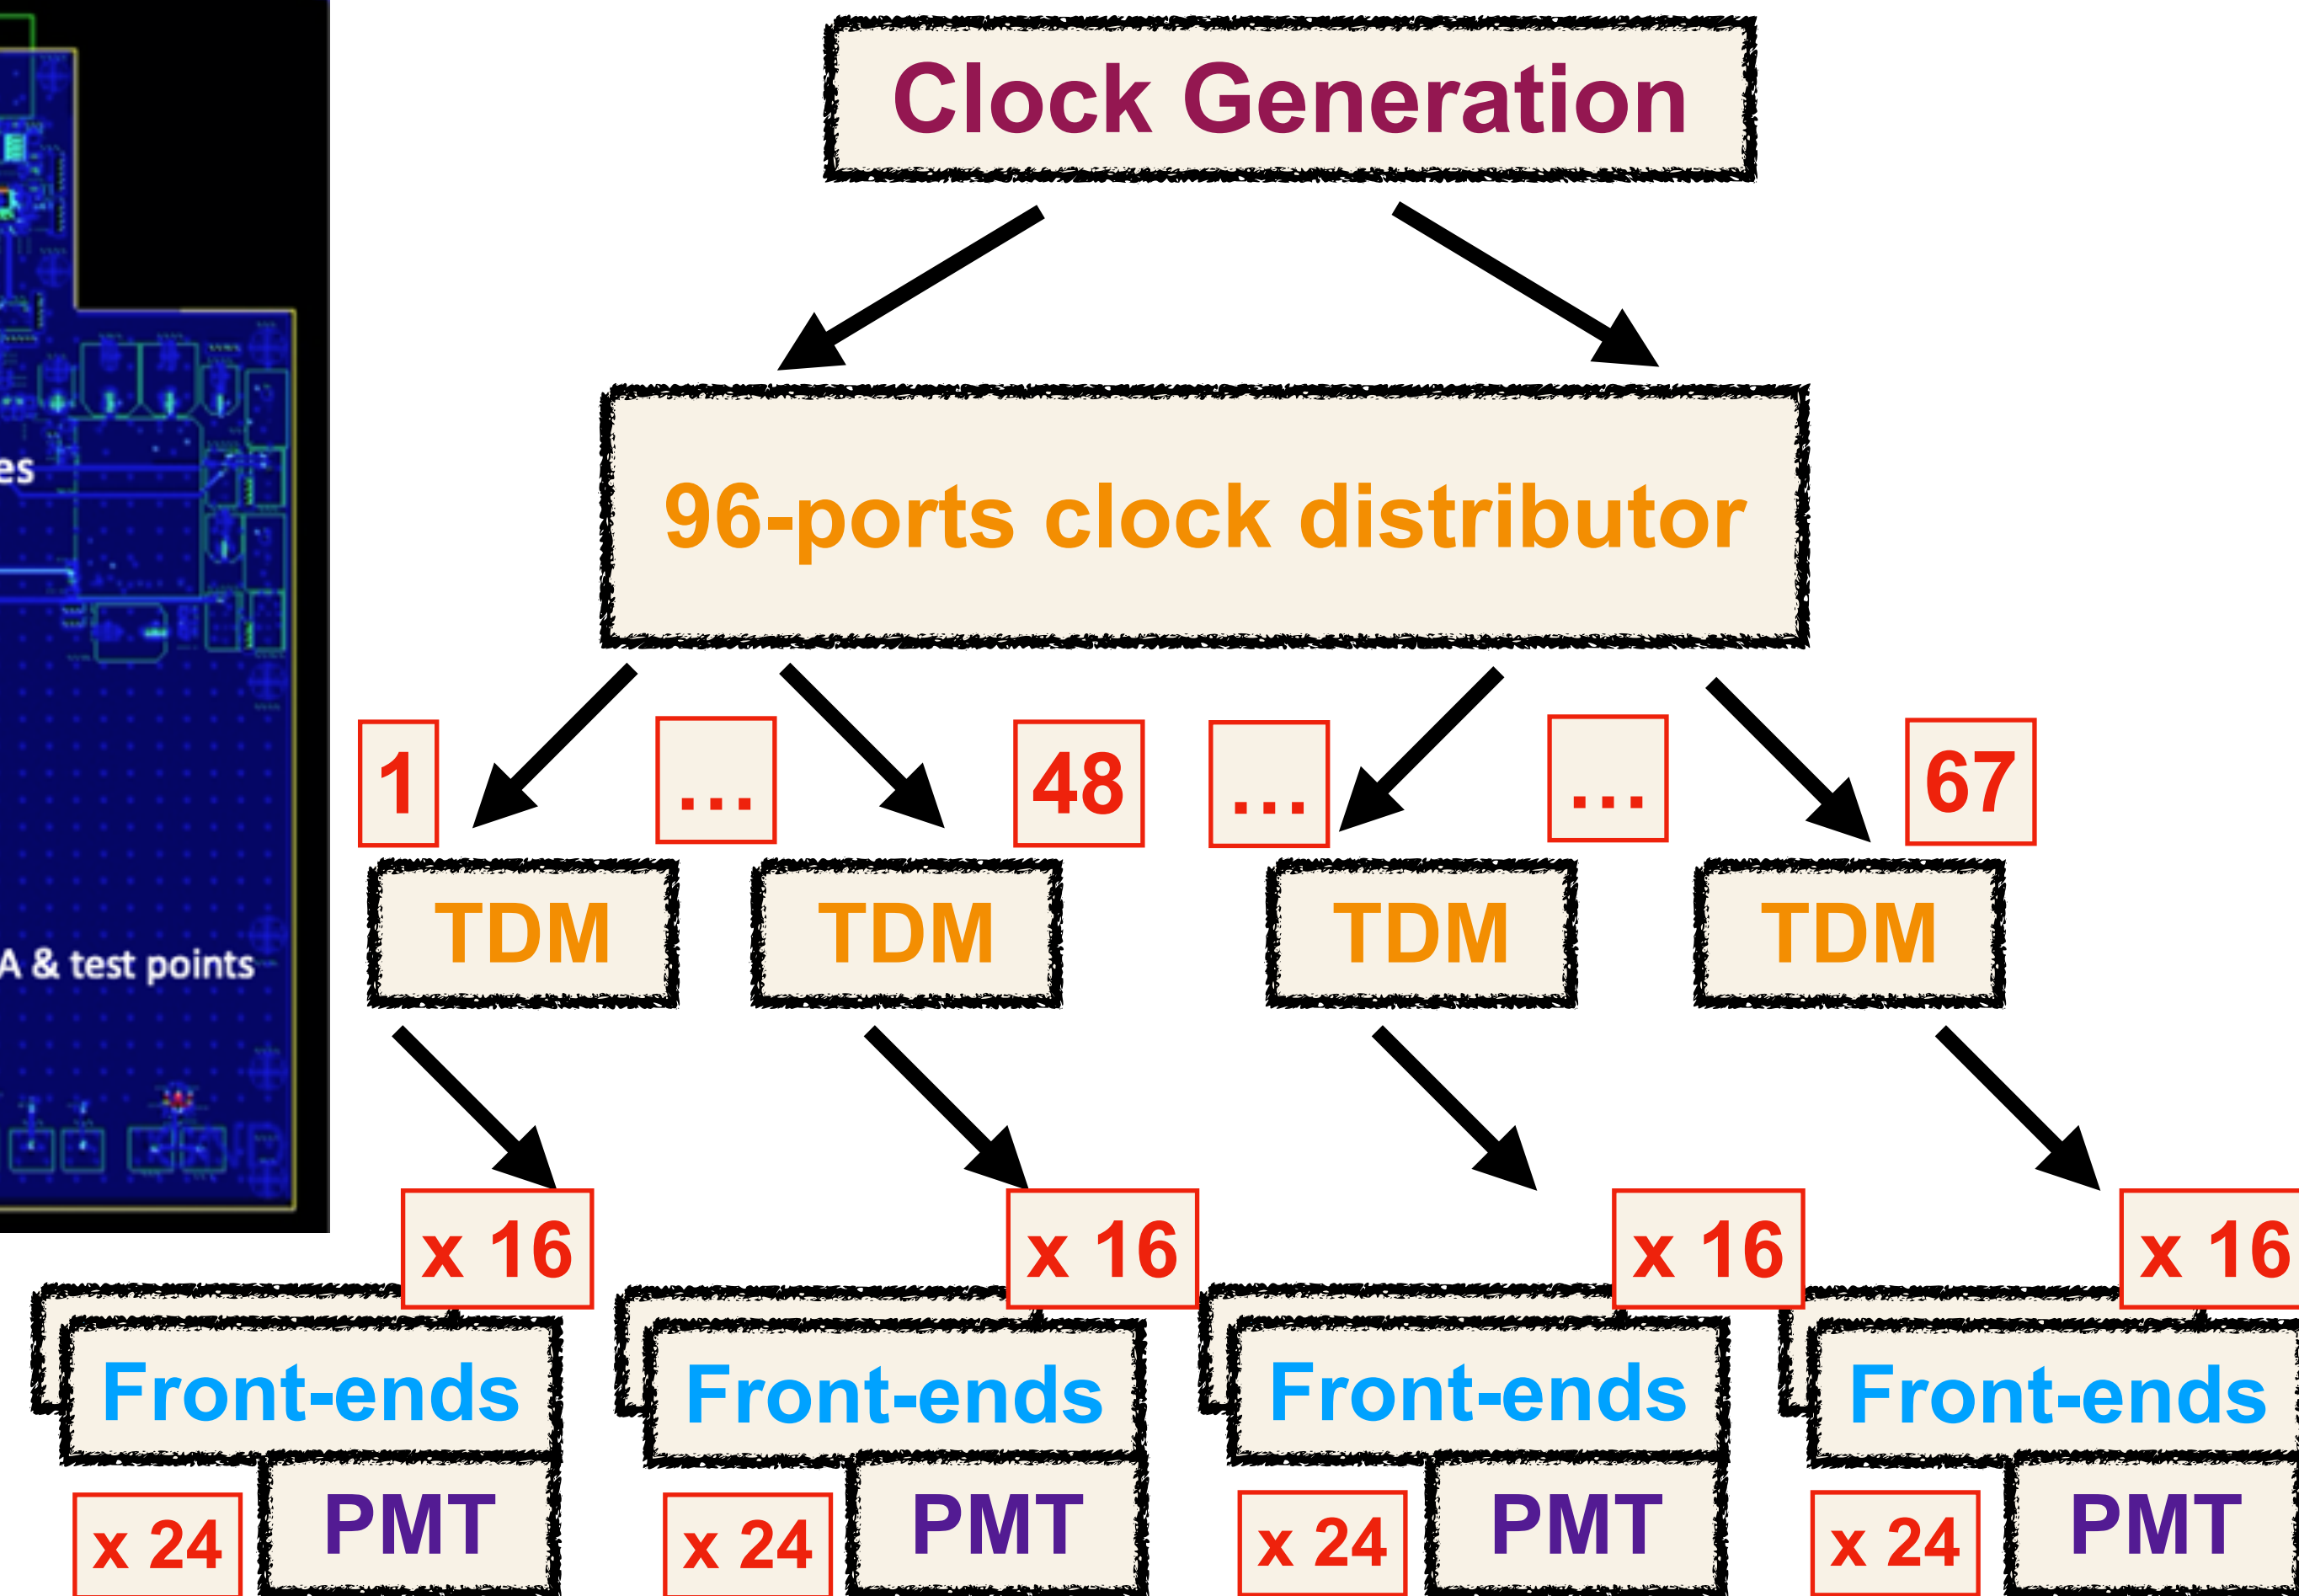 Clock Generation
96-ports clock distributor
es
1
...
48
...
...
67
TDM
TDM
TDM
TDM
A & test points
x 16
x 16
x 16
x 16
Front-ends
Front-ends
Front-ends
Front-ends
PMT
PMT
PMT
PMT
x 24
x 24
x 24
x 24